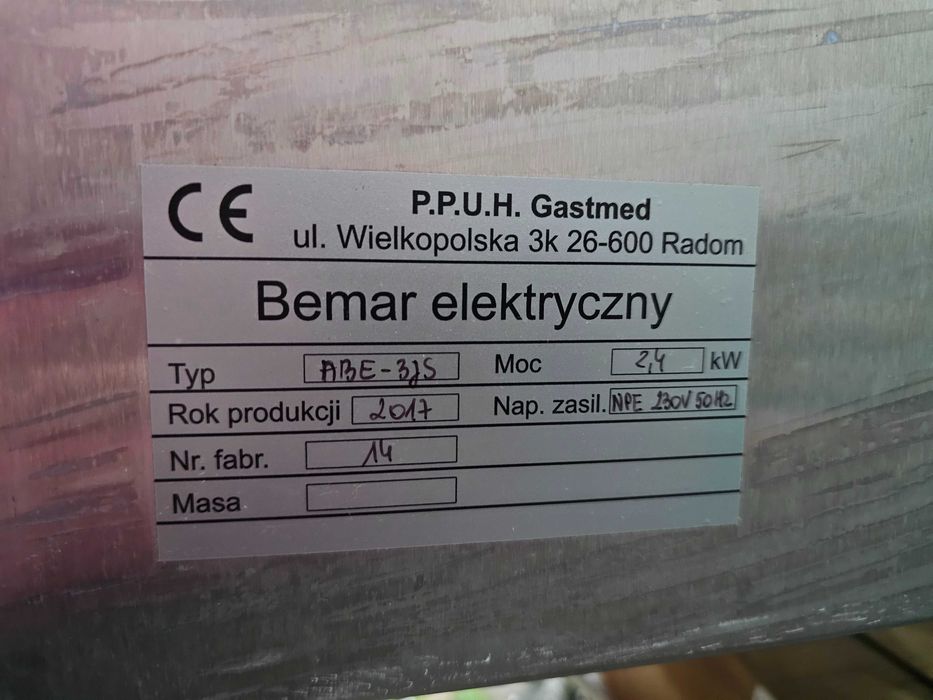 CE P.P.U.H. Gastmed
ul. Wielkopolska 3k 26-600 Radom
Bemar elektryczny
Typ ABE-3JS Moc 2,4 kW
Rok produkcji 2017 Nap. zasil. NPE 230V 50Hz
Nr. fabr. 14
Masa